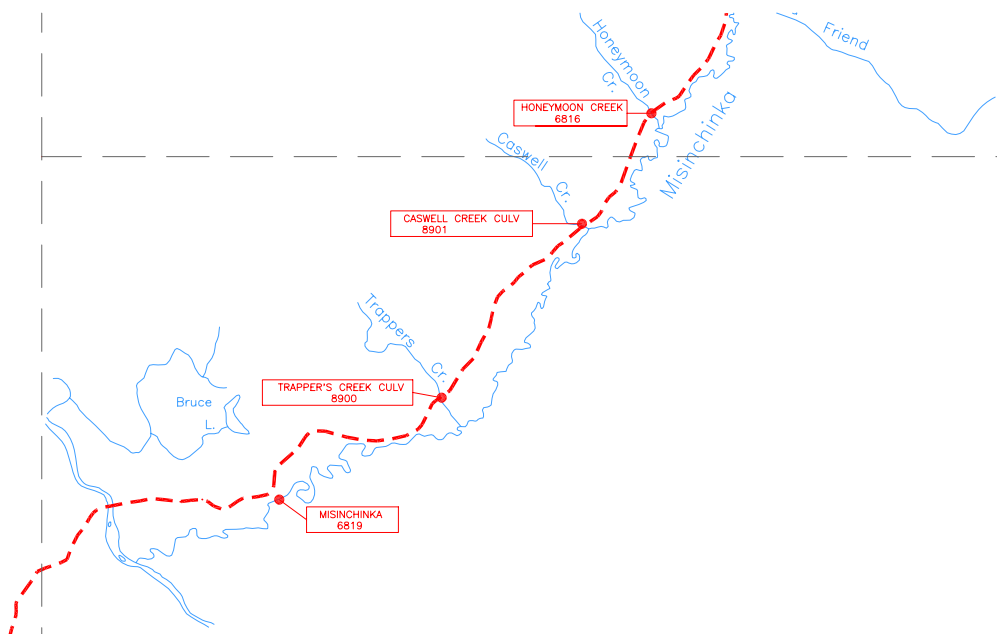 Honeymoon
Cr.
Friend
HONEYMOON CREEK
6816
Misinchinka
Caswell
Cr.
CASWELL CREEK CULV
8901
Trappers
Cr.
TRAPPER'S CREEK CULV
8900
Bruce
L.
MISINCHINKA
6819